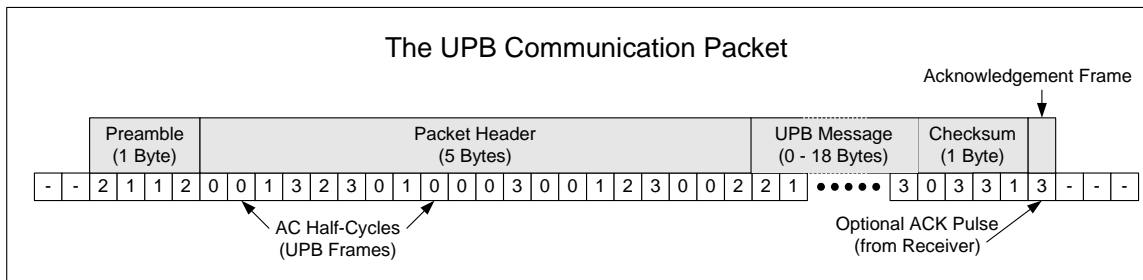 The UPB Communication Packet
Acknowledgement Frame
Preamble
(1 Byte)
Packet Header
(5 Bytes)
UPB Message
(0 - 18 Bytes)
Checksum
(1 Byte)
- - 2 1 1 2 0 0 1 3 2 3 0 1 0 0 0 3 0 0 1 2 3 0 0 2 2 1 ●●●●● 3 0 3 3 1 3 - - -
AC Half-Cycles
(UPB Frames)
Optional ACK Pulse
(from Receiver)